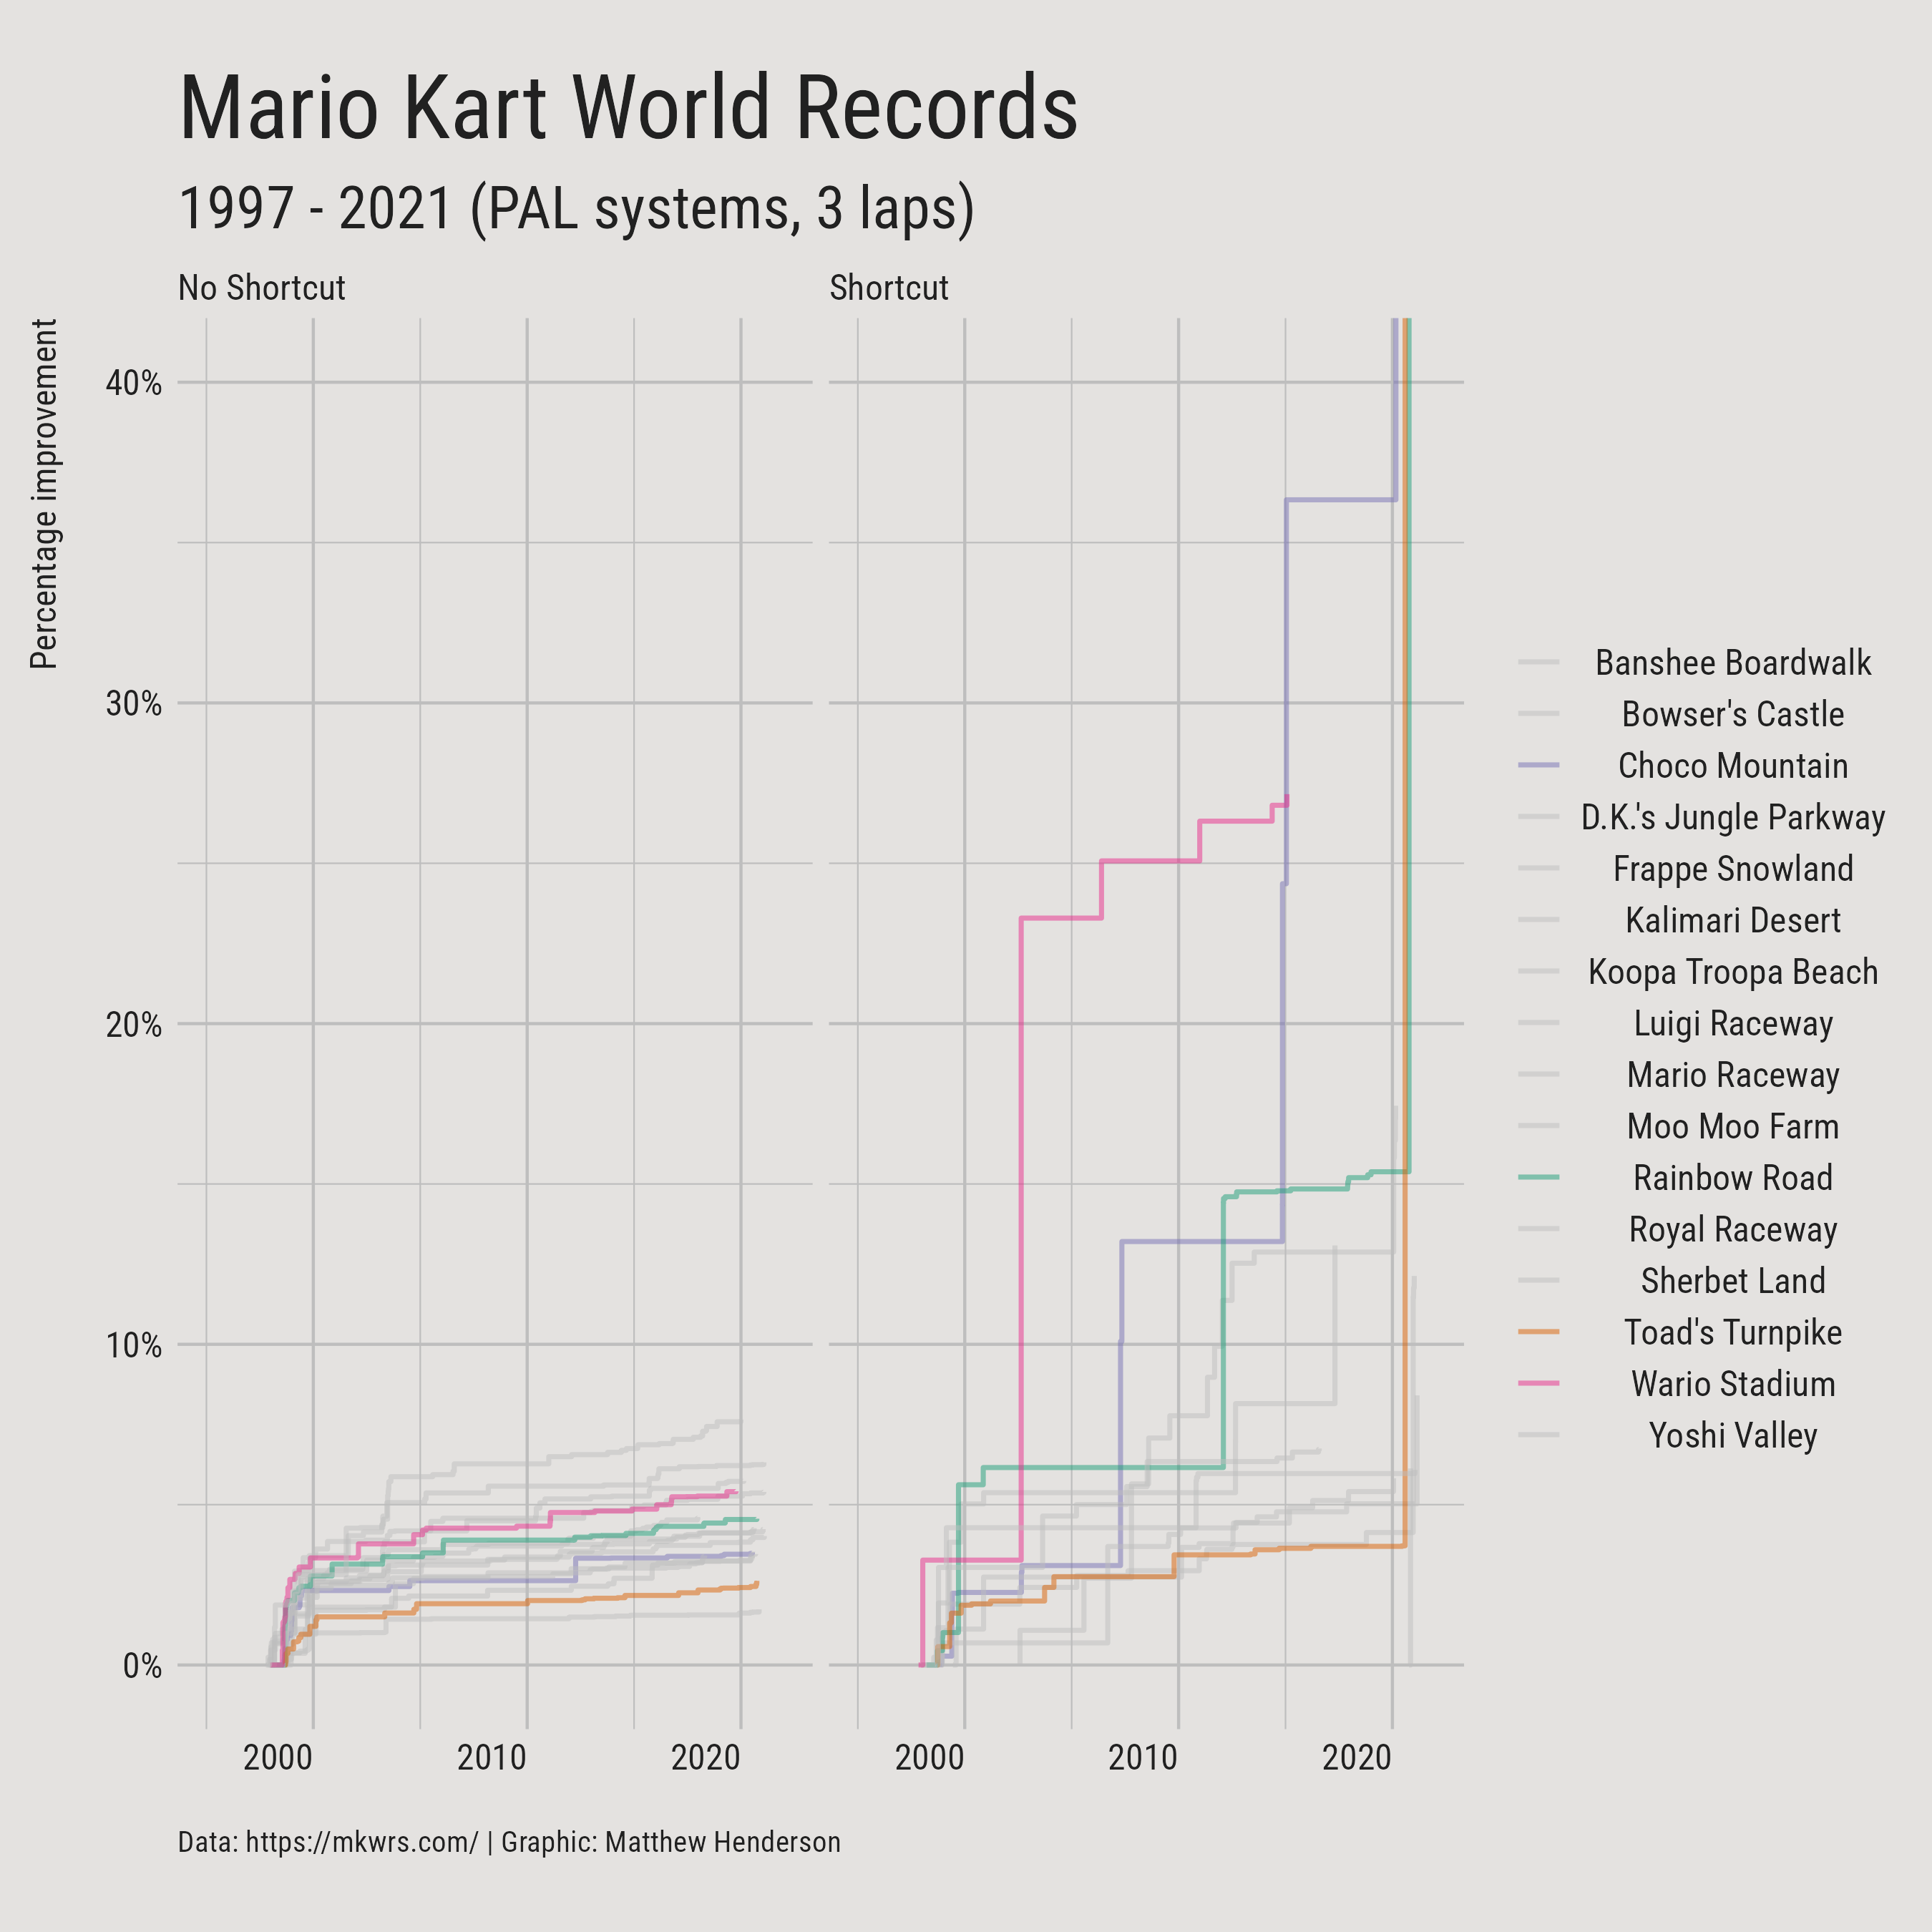 Mario Kart World Records
1997 - 2021 (PAL systems, 3 laps)
No Shortcut
Shortcut
Percentage improvement
40%
30%
20%
10%
0%
2000
2010
2020
2000
2010
2020
Banshee Boardwalk
Bowser's Castle
Choco Mountain
D.K.'s Jungle Parkway
Frappe Snowland
Kalimari Desert
Koopa Troopa Beach
Luigi Raceway
Mario Raceway
Moo Moo Farm
Rainbow Road
Royal Raceway
Sherbet Land
Toad's Turnpike
Wario Stadium
Yoshi Valley
Data: https://mkwrs.com/ | Graphic: Matthew Henderson